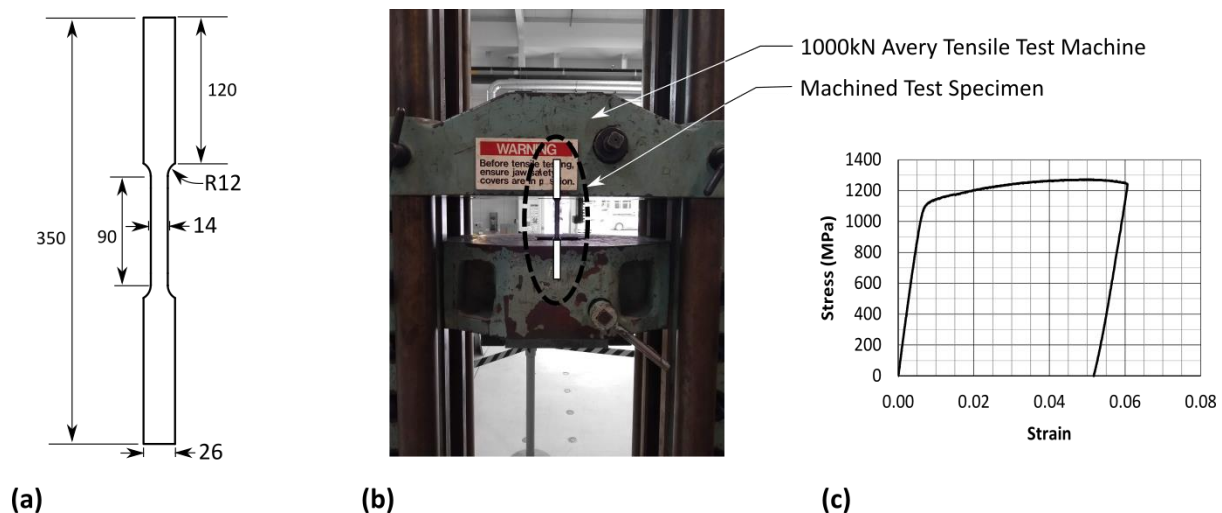 120
R12
350
90
14
26
(a)
1000kN Avery Tensile Test Machine
Machined Test Specimen
WARNING
Before tensile testing,
ensure jaw safety
covers are in position.
(b)
Stress (MPa)
1400
1200
1000
800
600
400
200
0
0.00 0.02 0.04 0.06 0.08
Strain
(c)